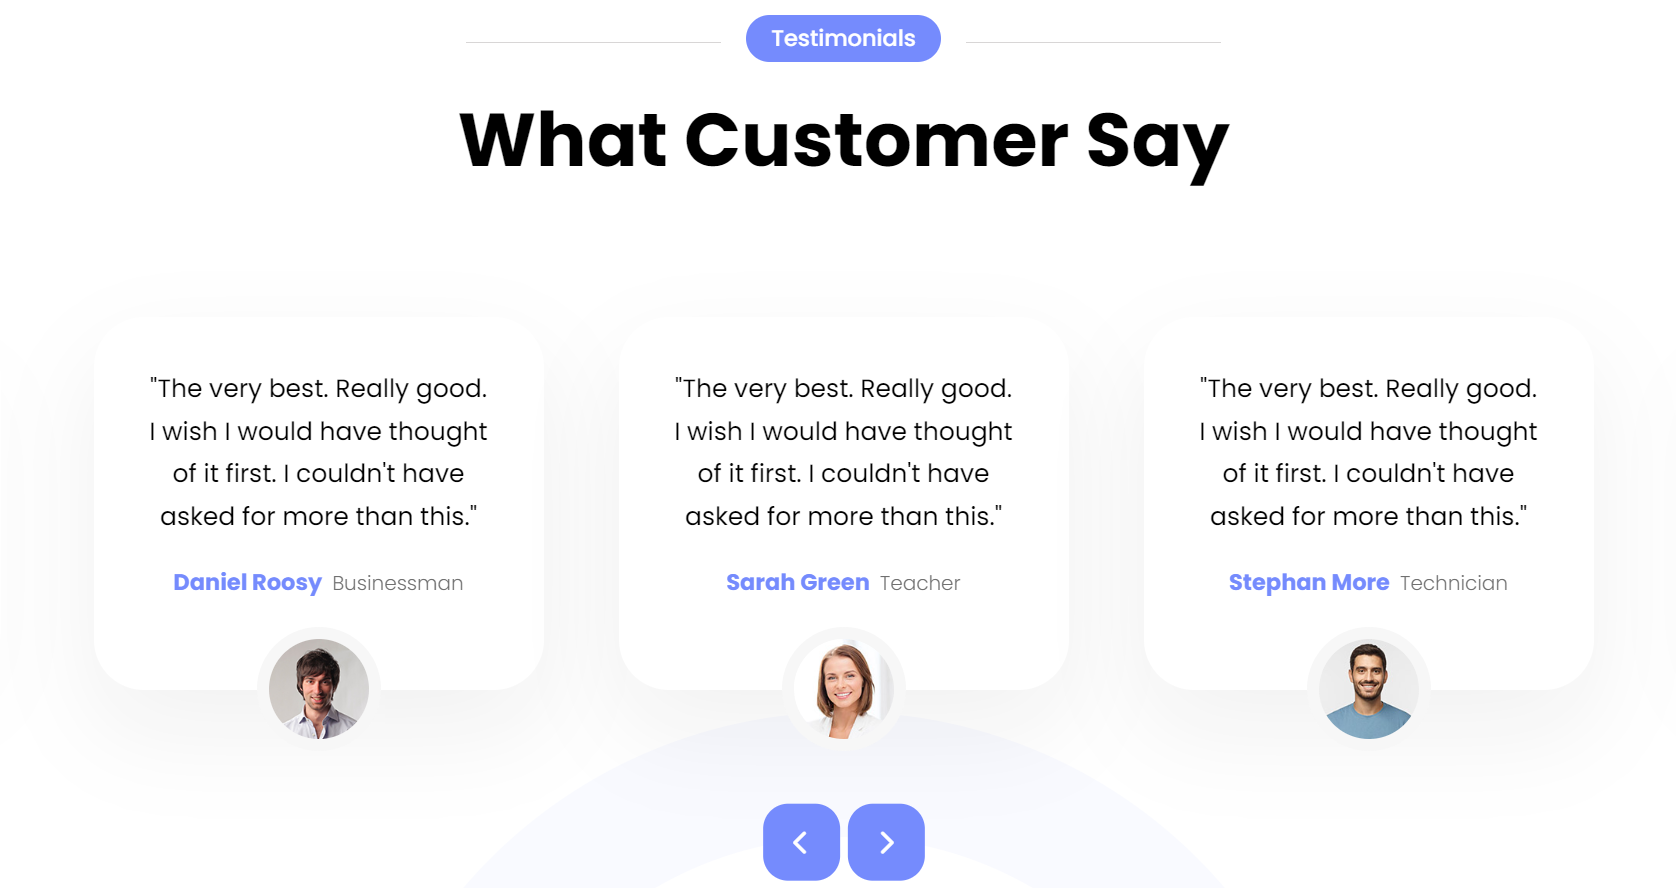 Testimonials
What Customer Say
"The very best. Really good.
I wish I would have thought
of it first. I couldn't have
asked for more than this."
Daniel Roosy Businessman
"The very best. Really good.
I wish I would have thought
of it first. I couldn't have
asked for more than this."
Sarah Green Teacher
"The very best. Really good.
I wish I would have thought
of it first. I couldn't have
asked for more than this."
Stephan More Technician